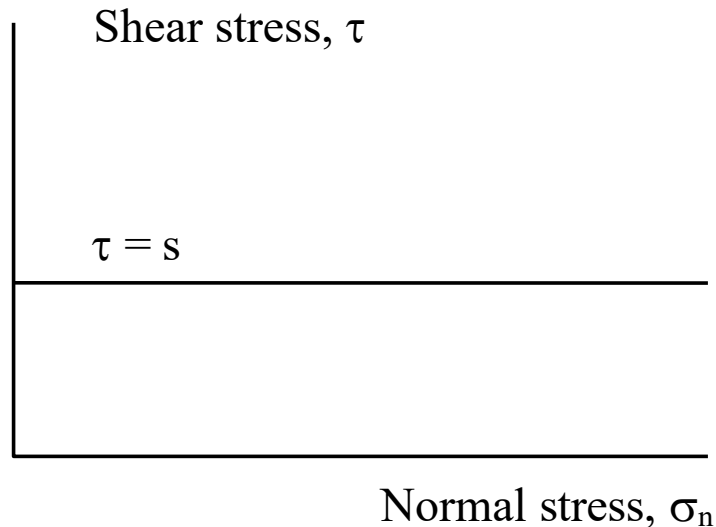 Shear stress, τ
τ = s
Normal stress, σₙ